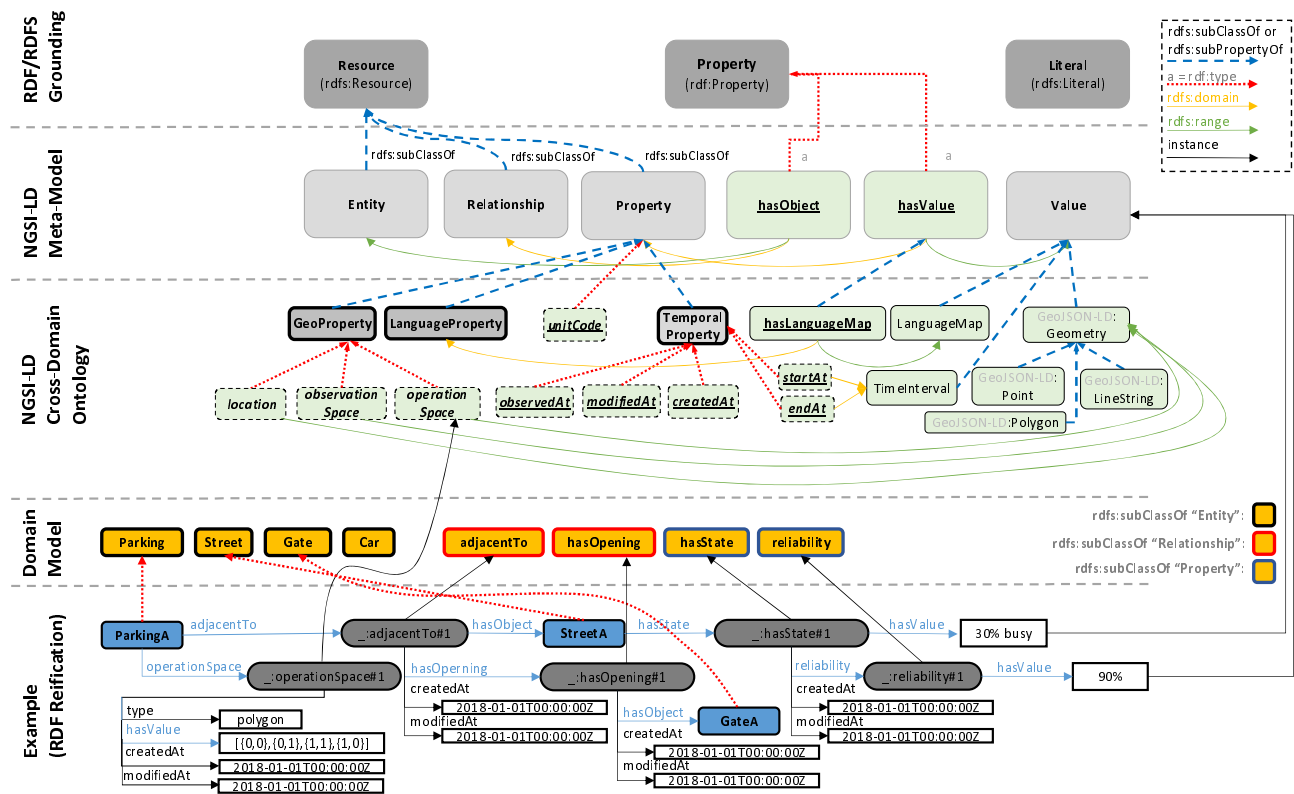 RDF/RDFS
Grounding
Resource
(rdfs:Resource)
Property
(rdf:Property)
Literal
(rdfs:Literal)
rdfs:subClassOf or
rdfs:subPropertyOf
a = rdf:type
rdfs:domain
rdfs:range
instance
NGSI-LD
Meta-Model
rdfs:subClassOf
rdfs:subClassOf
rdfs:subClassOf
a
a
Entity
Relationship
Property
hasObject
hasValue
Value
NGSI-LD
Cross-Domain
Ontology
GeoProperty
LanguageProperty
unitCode
Temporal
Property
hasLanguageMap
LanguageMap
GeoJSON-LD:
Geometry
location
observation
Space
operation
Space
observedAt
modifiedAt
createdAt
startAt
endAt
TimeInterval
GeoJSON-LD:
Point
GeoJSON-LD:
LineString
GeoJSON-LD:Polygon
Domain
Model
Parking
Street
Gate
Car
adjacentTo
hasOpening
hasState
reliability
rdfs:subClassOf “Entity”:
rdfs:subClassOf “Relationship”:
rdfs:subClassOf “Property”:
Example
(RDF Reification)
ParkingA
adjacentTo
_:adjacentTo#1
hasObject
StreetA
hasState
_:hasState#1
hasValue
30% busy
operationSpace
_:operationSpace#1
hasOperning
_:hasOpening#1
reliability
_:reliability#1
hasValue
90%
type
polygon
hasValue
[{0,0},{0,1},{1,1},{1,0}]
createdAt
2018-01-01T00:00:00Z
modifiedAt
2018-01-01T00:00:00Z
createdAt
2018-01-01T00:00:00Z
modifiedAt
2018-01-01T00:00:00Z
hasObject
GateA
createdAt
2018-01-01T00:00:00Z
modifiedAt
2018-01-01T00:00:00Z
createdAt
2018-01-01T00:00:00Z
modifiedAt
2018-01-01T00:00:00Z